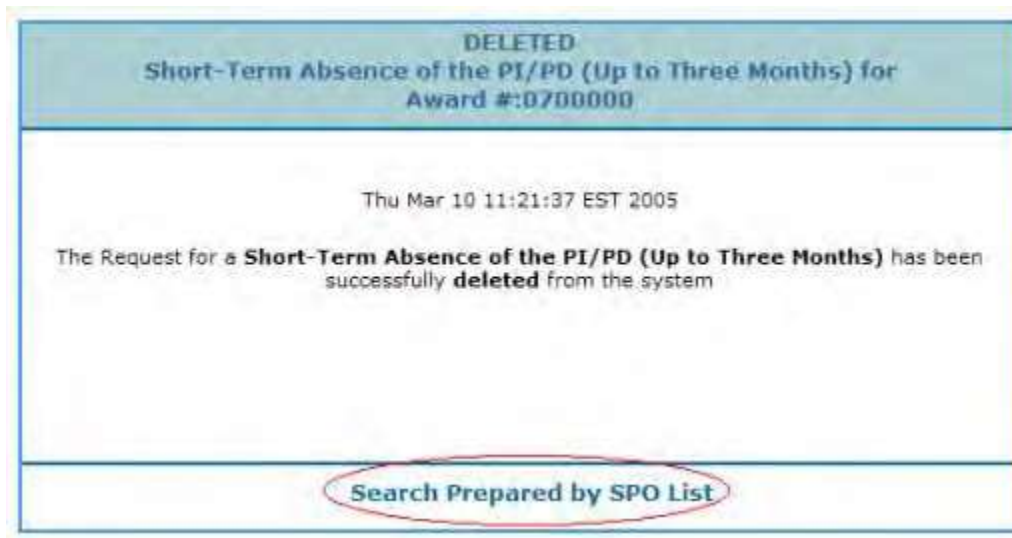 DELETED
Short-Term Absence of the PI/PD (Up to Three Months) for
Award #:0700000
Thu Mar 10 11:21:37 EST 2005
The Request for a Short-Term Absence of the PI/PD (Up to Three Months) has been
successfully deleted from the system
Search Prepared by SPO List